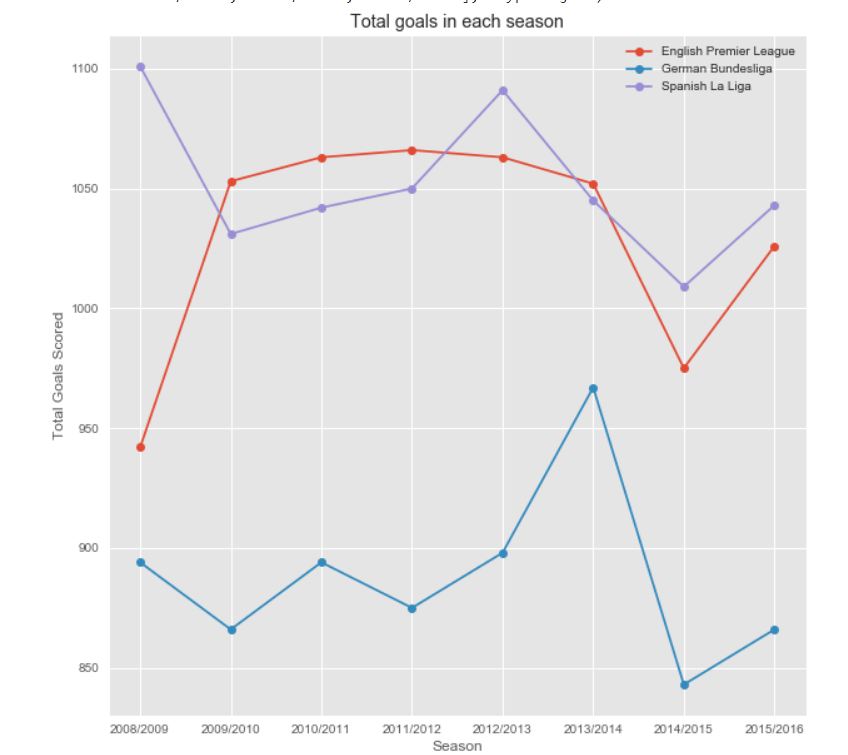 Total goals in each season
English Premier League
German Bundesliga
Spanish La Liga
1100
1050
1000
950
900
850
Total Goals Scored
2008/2009 2009/2010 2010/2011 2011/2012 2012/2013 2013/2014 2014/2015 2015/2016
Season